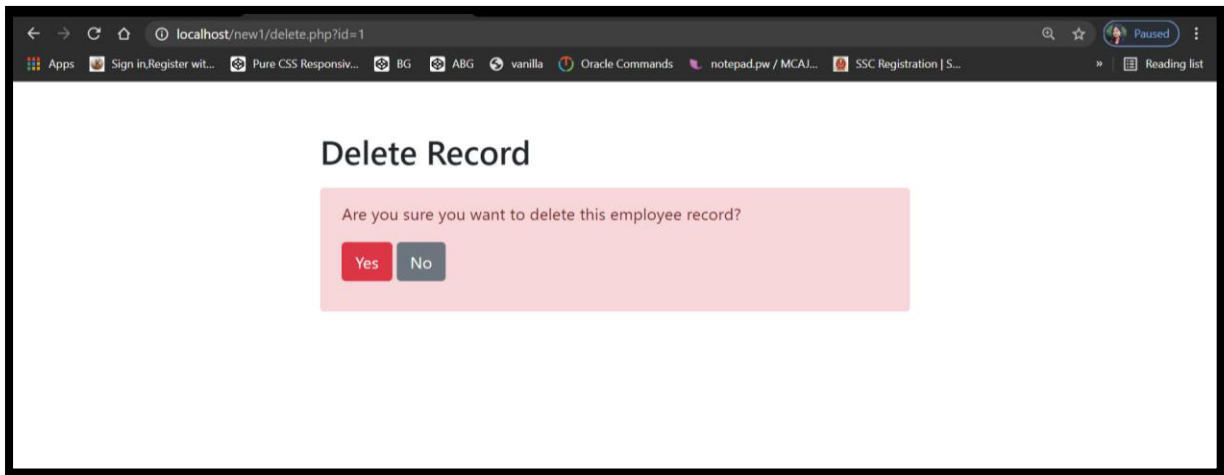 localhost/new1/delete.php?id=1
Paused
Apps Sign in,Register wit... Pure CSS Responsiv... BG ABG vanilla Oracle Commands notepad.pw / MCAJ... SSC Registration | S... » Reading list
Delete Record
Are you sure you want to delete this employee record?
Yes No